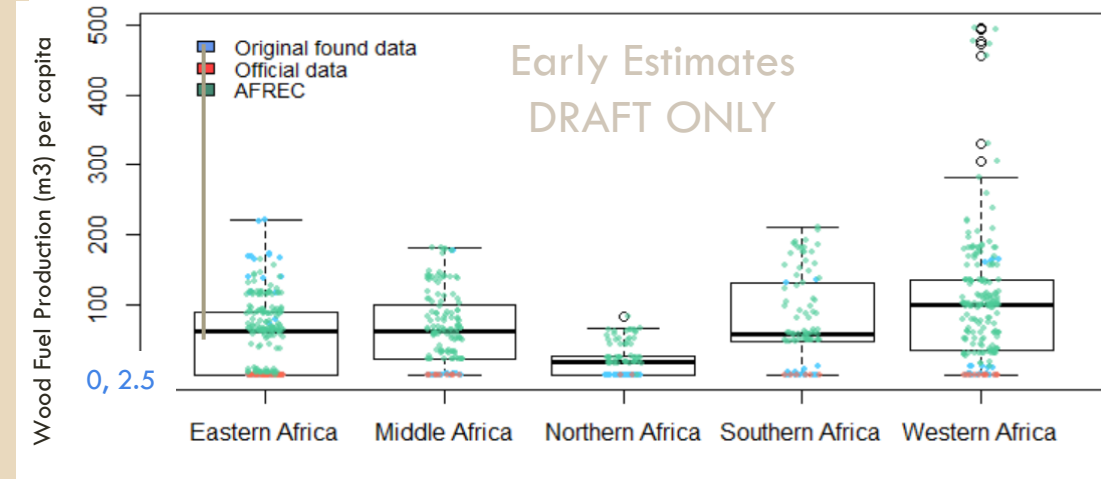 Wood Fuel Production (m3) per capita
500
400
300
200
100
0, 2.5
Original found data
Official data
AFREC
Early Estimates
DRAFT ONLY
Eastern Africa
Middle Africa
Northern Africa
Southern Africa
Western Africa